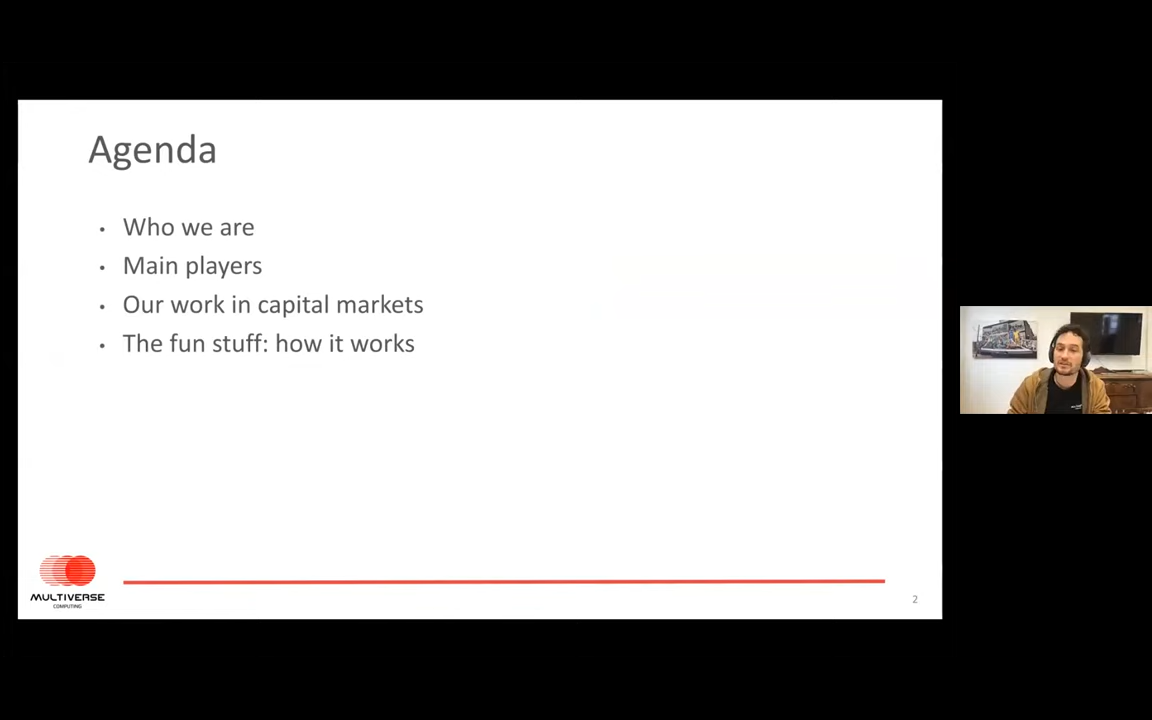 Agenda
• Who we are
• Main players
• Our work in capital markets
• The fun stuff: how it works
MULTIVERSE
COMPUTING
2